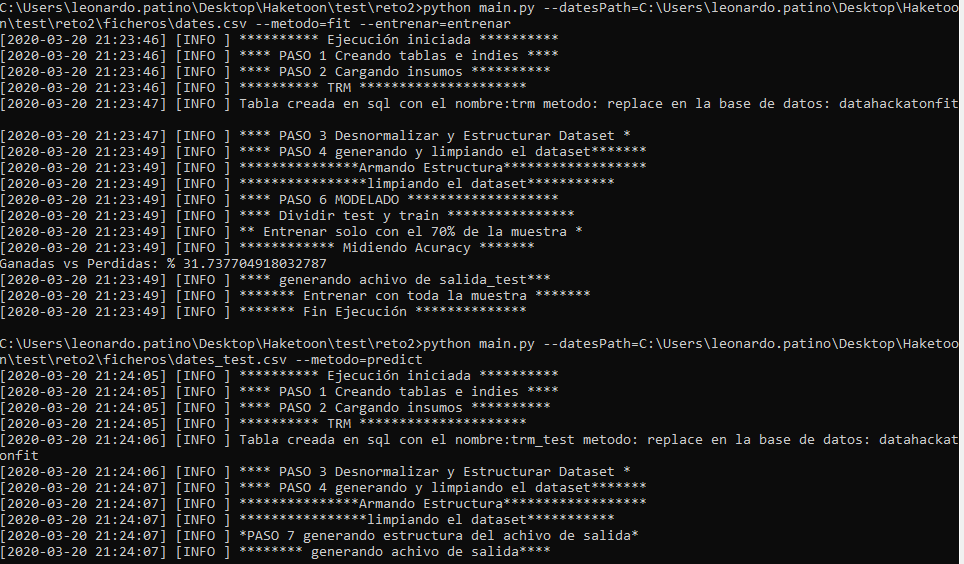 C:\Users\leonardo.patino\Desktop\Haketoon\test\reto2>python main.py --datesPath=C:\Users\leonardo.patino\Desktop\Haketoo
n\test\reto2\ficheros\dates.csv --metodo=fit --entrenar=entrenar
[2020-03-20 21:23:46] [INFO ] ********** Ejecución iniciada **********
[2020-03-20 21:23:46] [INFO ] **** PASO 1 Creando tablas e indies ****
[2020-03-20 21:23:46] [INFO ] **** PASO 2 Cargando insumos **********
[2020-03-20 21:23:46] [INFO ] ********** TRM *********************
[2020-03-20 21:23:47] [INFO ] Tabla creada en sql con el nombre:trm metodo: replace en la base de datos: datahackatonfit
[2020-03-20 21:23:47] [INFO ] **** PASO 3 Desnormalizar y Estructurar Dataset *
[2020-03-20 21:23:49] [INFO ] **** PASO 4 generando y limpiando el dataset*******
[2020-03-20 21:23:49] [INFO ] ***************Armando Estructura******************
[2020-03-20 21:23:49] [INFO ] ****************limpiando el dataset***********
[2020-03-20 21:23:49] [INFO ] **** PASO 6 MODELADO *******************
[2020-03-20 21:23:49] [INFO ] **** Dividir test y train ****************
[2020-03-20 21:23:49] [INFO ] ** Entrenar solo con el 70% de la muestra *
[2020-03-20 21:23:49] [INFO ] ************ Midiendo Acuracy *******
Ganadas vs Perdidas: % 31.737704918032787
[2020-03-20 21:23:49] [INFO ] **** generando achivo de salida_test***
[2020-03-20 21:23:49] [INFO ] ******* Entrenar con toda la muestra *******
[2020-03-20 21:23:49] [INFO ] ******* Fin Ejecución **************
C:\Users\leonardo.patino\Desktop\Haketoon\test\reto2>python main.py --datesPath=C:\Users\leonardo.patino\Desktop\Haketoo
n\test\reto2\ficheros\dates_test.csv --metodo=predict
[2020-03-20 21:24:05] [INFO ] ********** Ejecución iniciada **********
[2020-03-20 21:24:05] [INFO ] **** PASO 1 Creando tablas e indies ****
[2020-03-20 21:24:05] [INFO ] **** PASO 2 Cargando insumos **********
[2020-03-20 21:24:05] [INFO ] ********** TRM *********************
[2020-03-20 21:24:06] [INFO ] Tabla creada en sql con el nombre:trm_test metodo: replace en la base de datos: datahackat
onfit
[2020-03-20 21:24:06] [INFO ] **** PASO 3 Desnormalizar y Estructurar Dataset *
[2020-03-20 21:24:07] [INFO ] **** PASO 4 generando y limpiando el dataset*******
[2020-03-20 21:24:07] [INFO ] ***************Armando Estructura******************
[2020-03-20 21:24:07] [INFO ] ****************limpiando el dataset***********
[2020-03-20 21:24:07] [INFO ] *PASO 7 generando estructura del achivo de salida*
[2020-03-20 21:24:07] [INFO ] ******** generando achivo de salida****